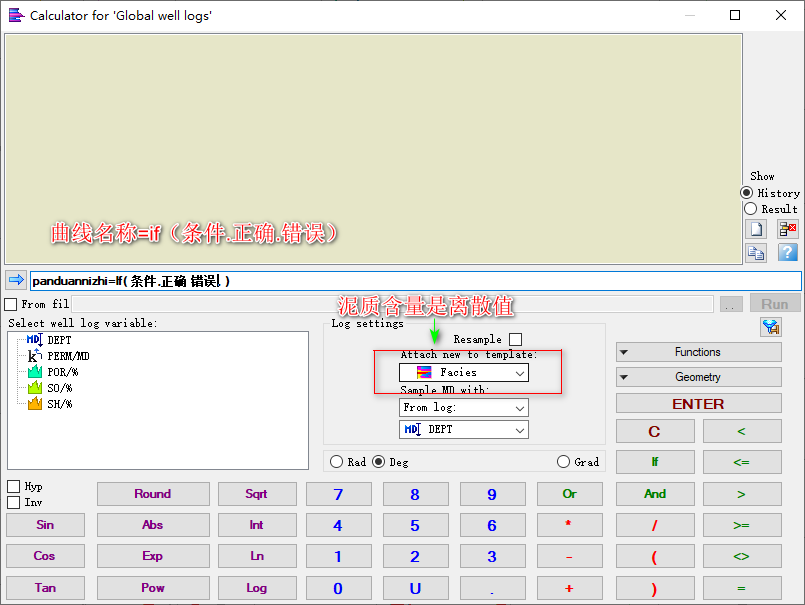 Calculator for 'Global well logs'
曲线名称=if（条件.正确.错误）
Show
History
Result
panduannizhi=If( 条件.正确 错误. )
From fil
..
Run
泥质含量是离散值
Select well log variable:
Log settings
DEPT
PERM/MD
POR/%
SO/%
SH/%
Resample
Attach new to template:
Facies
Sample MD with:
From log:
MD DEPT
Rad
Deg
Grad
Functions
Geometry
ENTER
C
<
If
<=
Hyp
Inv
Round
Sqrt
7
8
9
Or
And
>
Sin
Abs
Int
4
5
6
*
/
>=
Cos
Exp
Ln
1
2
3
-
(
<>
Tan
Pow
Log
0
U
.
+
)
=